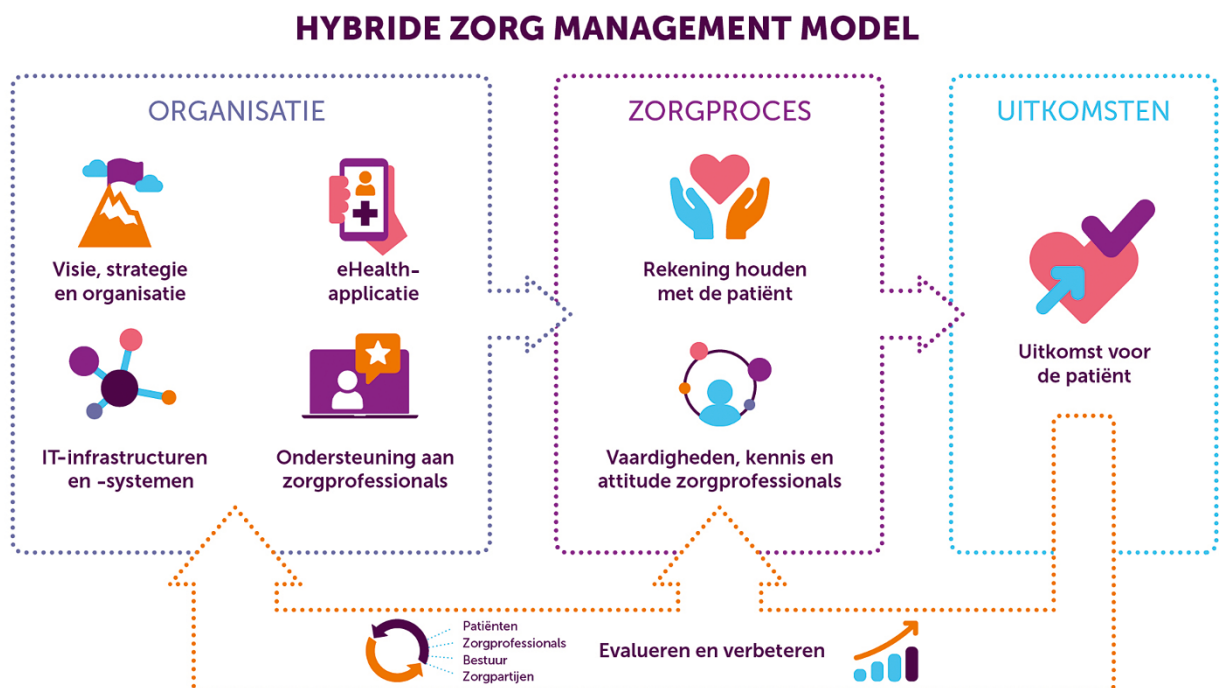 HYBRIDE ZORG MANAGEMENT MODEL
ORGANISATIE
Visie, strategie
en organisatie
eHealth-
applicatie
IT-infrastructuren
en -systemen
Ondersteuning aan
zorgprofessionals
ZORGPROCES
Rekening houden
met de patiënt
Vaardigheden, kennis en
attitude zorgprofessionals
UITKOMSTEN
Uitkomst voor
de patiënt
Patiënten
Zorgprofessionals
Bestuur
Zorgpartijen
Evalueren en verbeteren